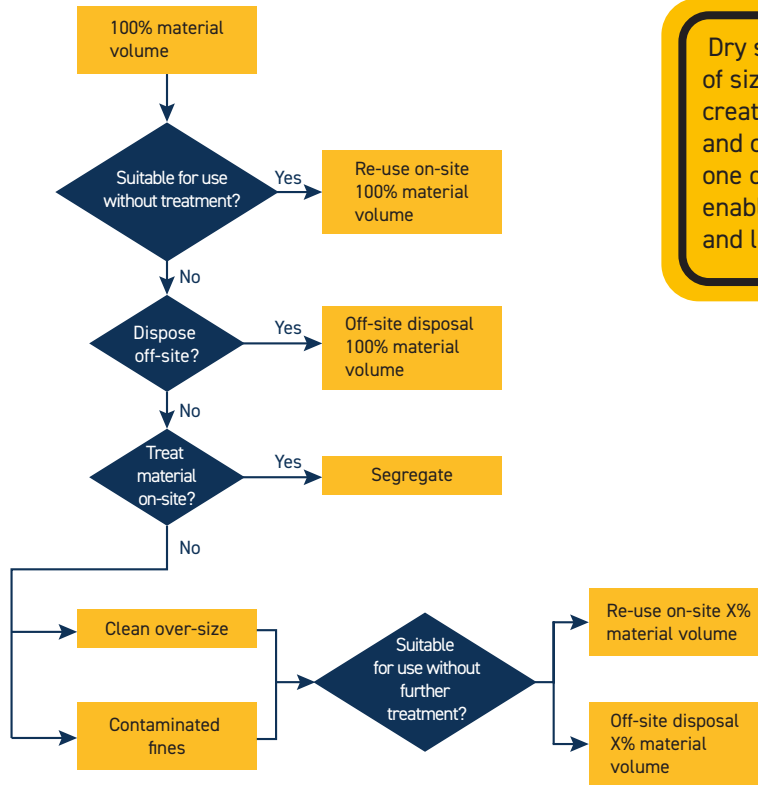 100% material
volume
Suitable for use
without treatment?
Yes
Re-use on-site
100% material
volume
No
Dispose
off-site?
Yes
Off-site disposal
100% material
volume
No
Treat
material
on-site?
Yes
Segregate
No
Clean over-size
Contaminated
fines
Suitable
for use without
further
treatment?
Re-use on-site X%
material volume
Off-site disposal
X% material
volume
Dry
of
and
one
and